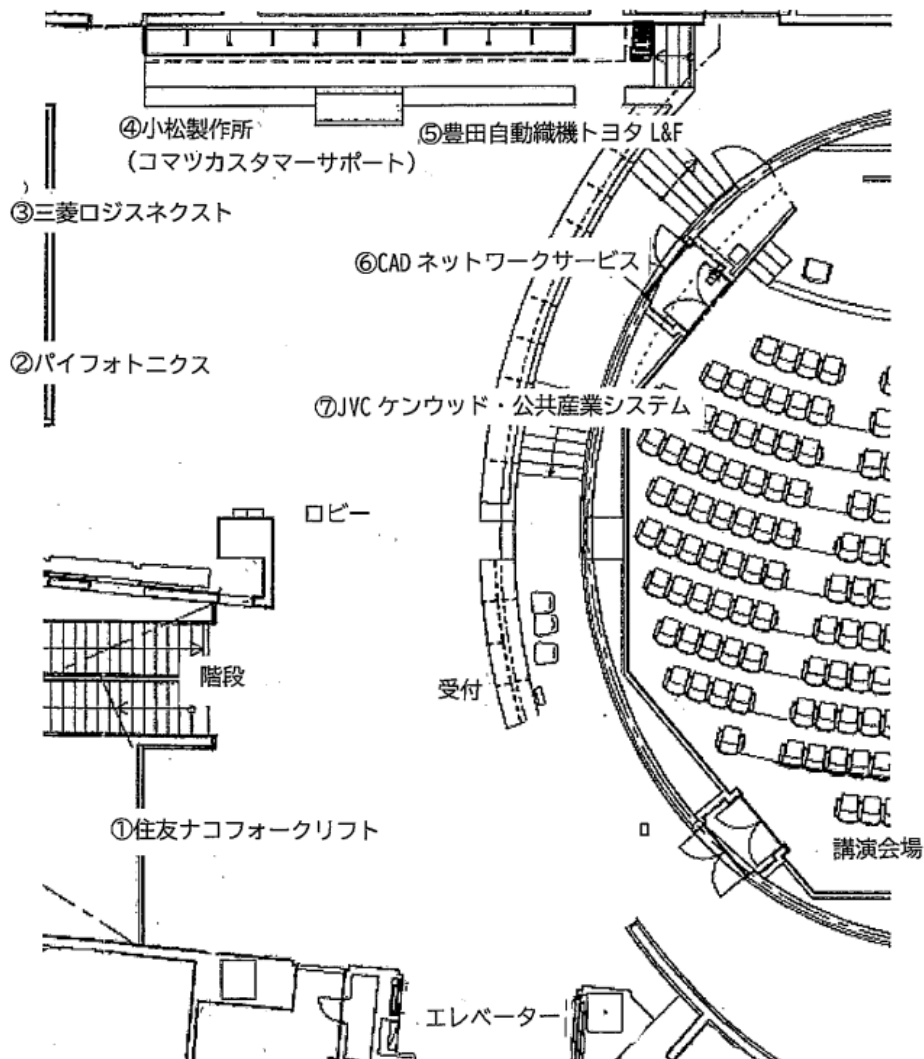 ④小松製作所
(コマツカスタマーサポート)
⑤豊田自動織機トヨタ L&F
③三菱ロジスネクスト
⑥CAD ネットワークサービス
②パイフォトニクス
⑦JVC ケンウッド・公共産業システム
ロビー
階段
受付
①住友ナコフォークリフト
講演会場
エレベーター